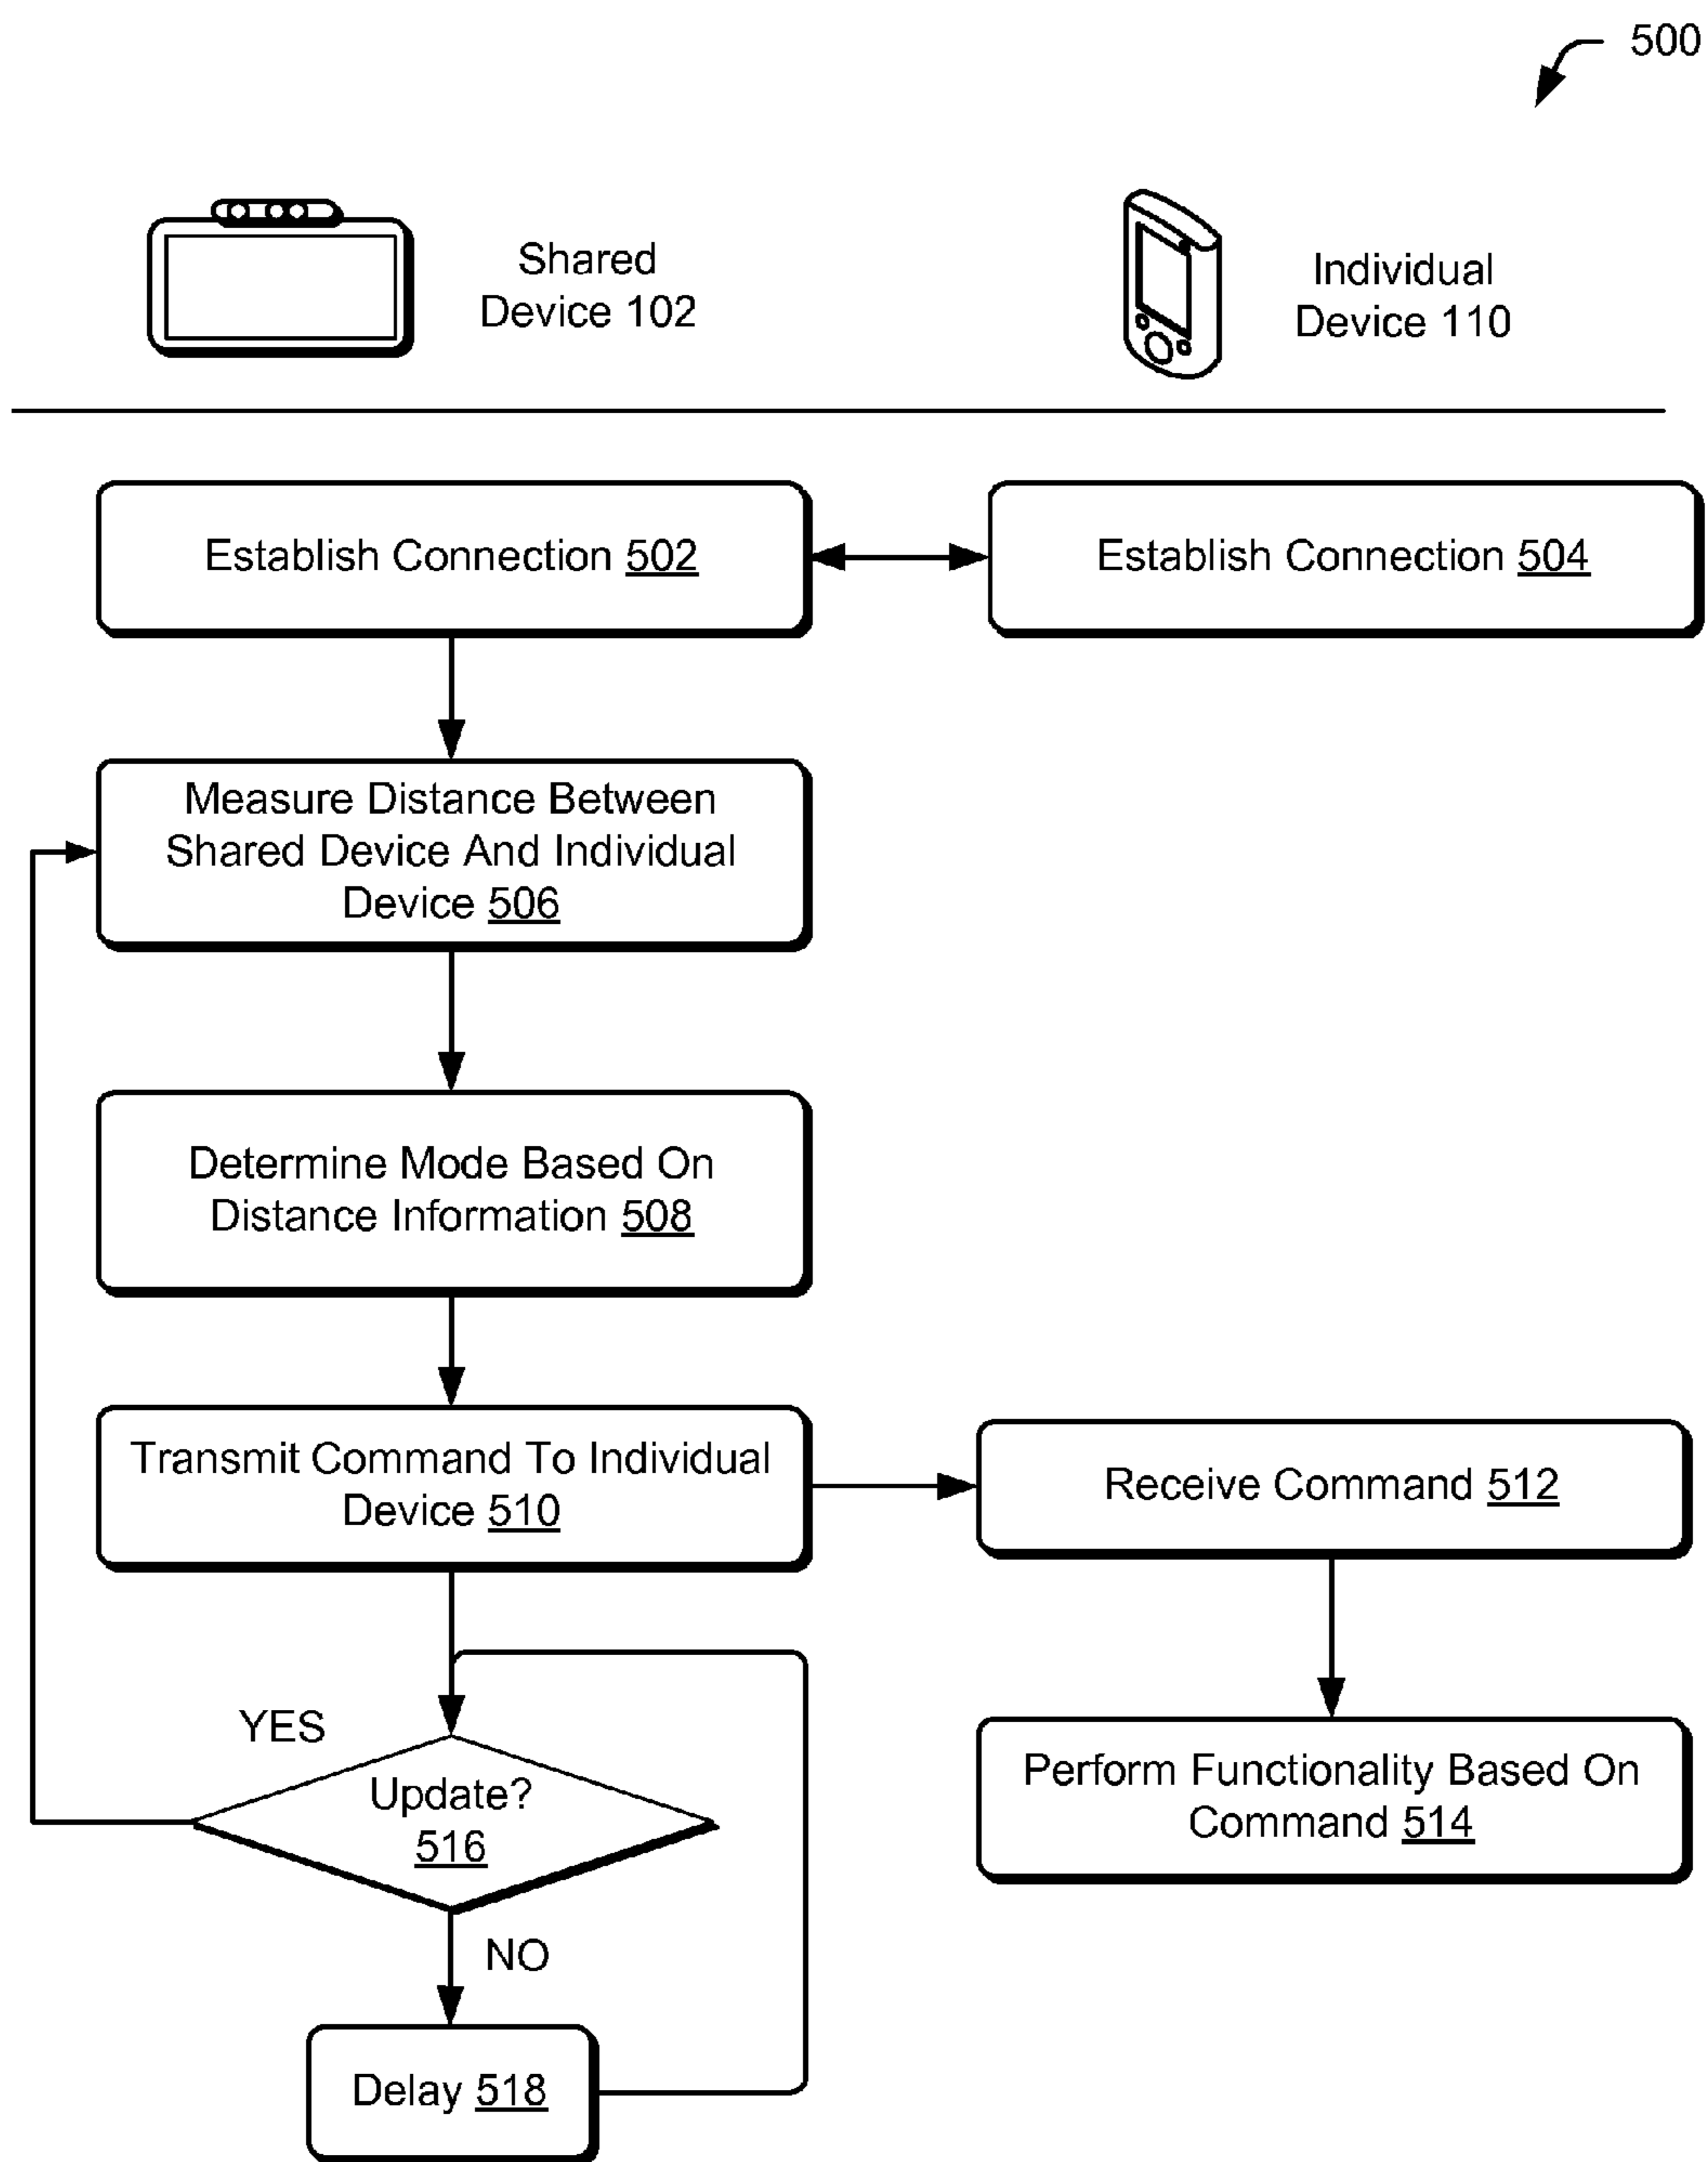 500
Shared
Device 102
Individual
Device 110
Establish Connection 502
Establish Connection 504
Measure Distance Between
Shared Device And Individual
Device 506
Determine Mode Based On
Distance Information 508
Transmit Command To Individual
Device 510
Receive Command 512
YES
Update?
516
Perform Functionality Based On
Command 514
NO
Delay 518